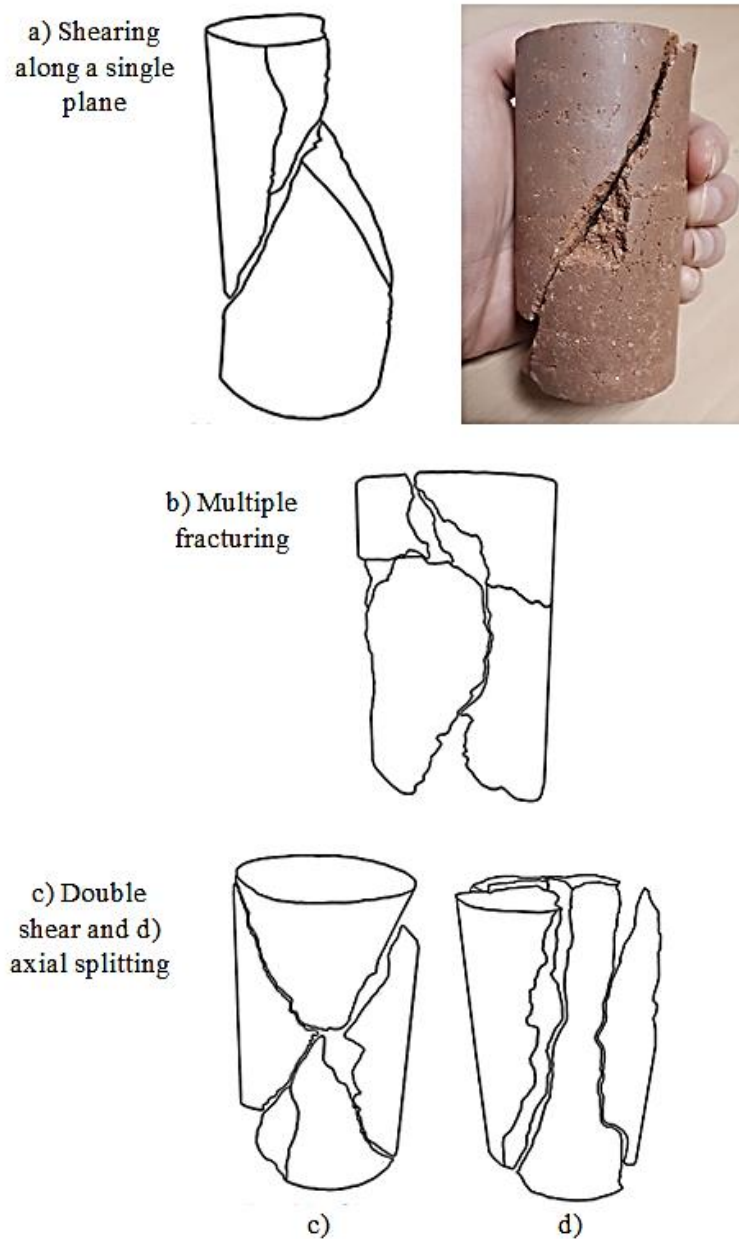 a) Shearing
along a single
plane
b) Multiple
fracturing
c) Double
shear and d)
axial splitting
c)
d)